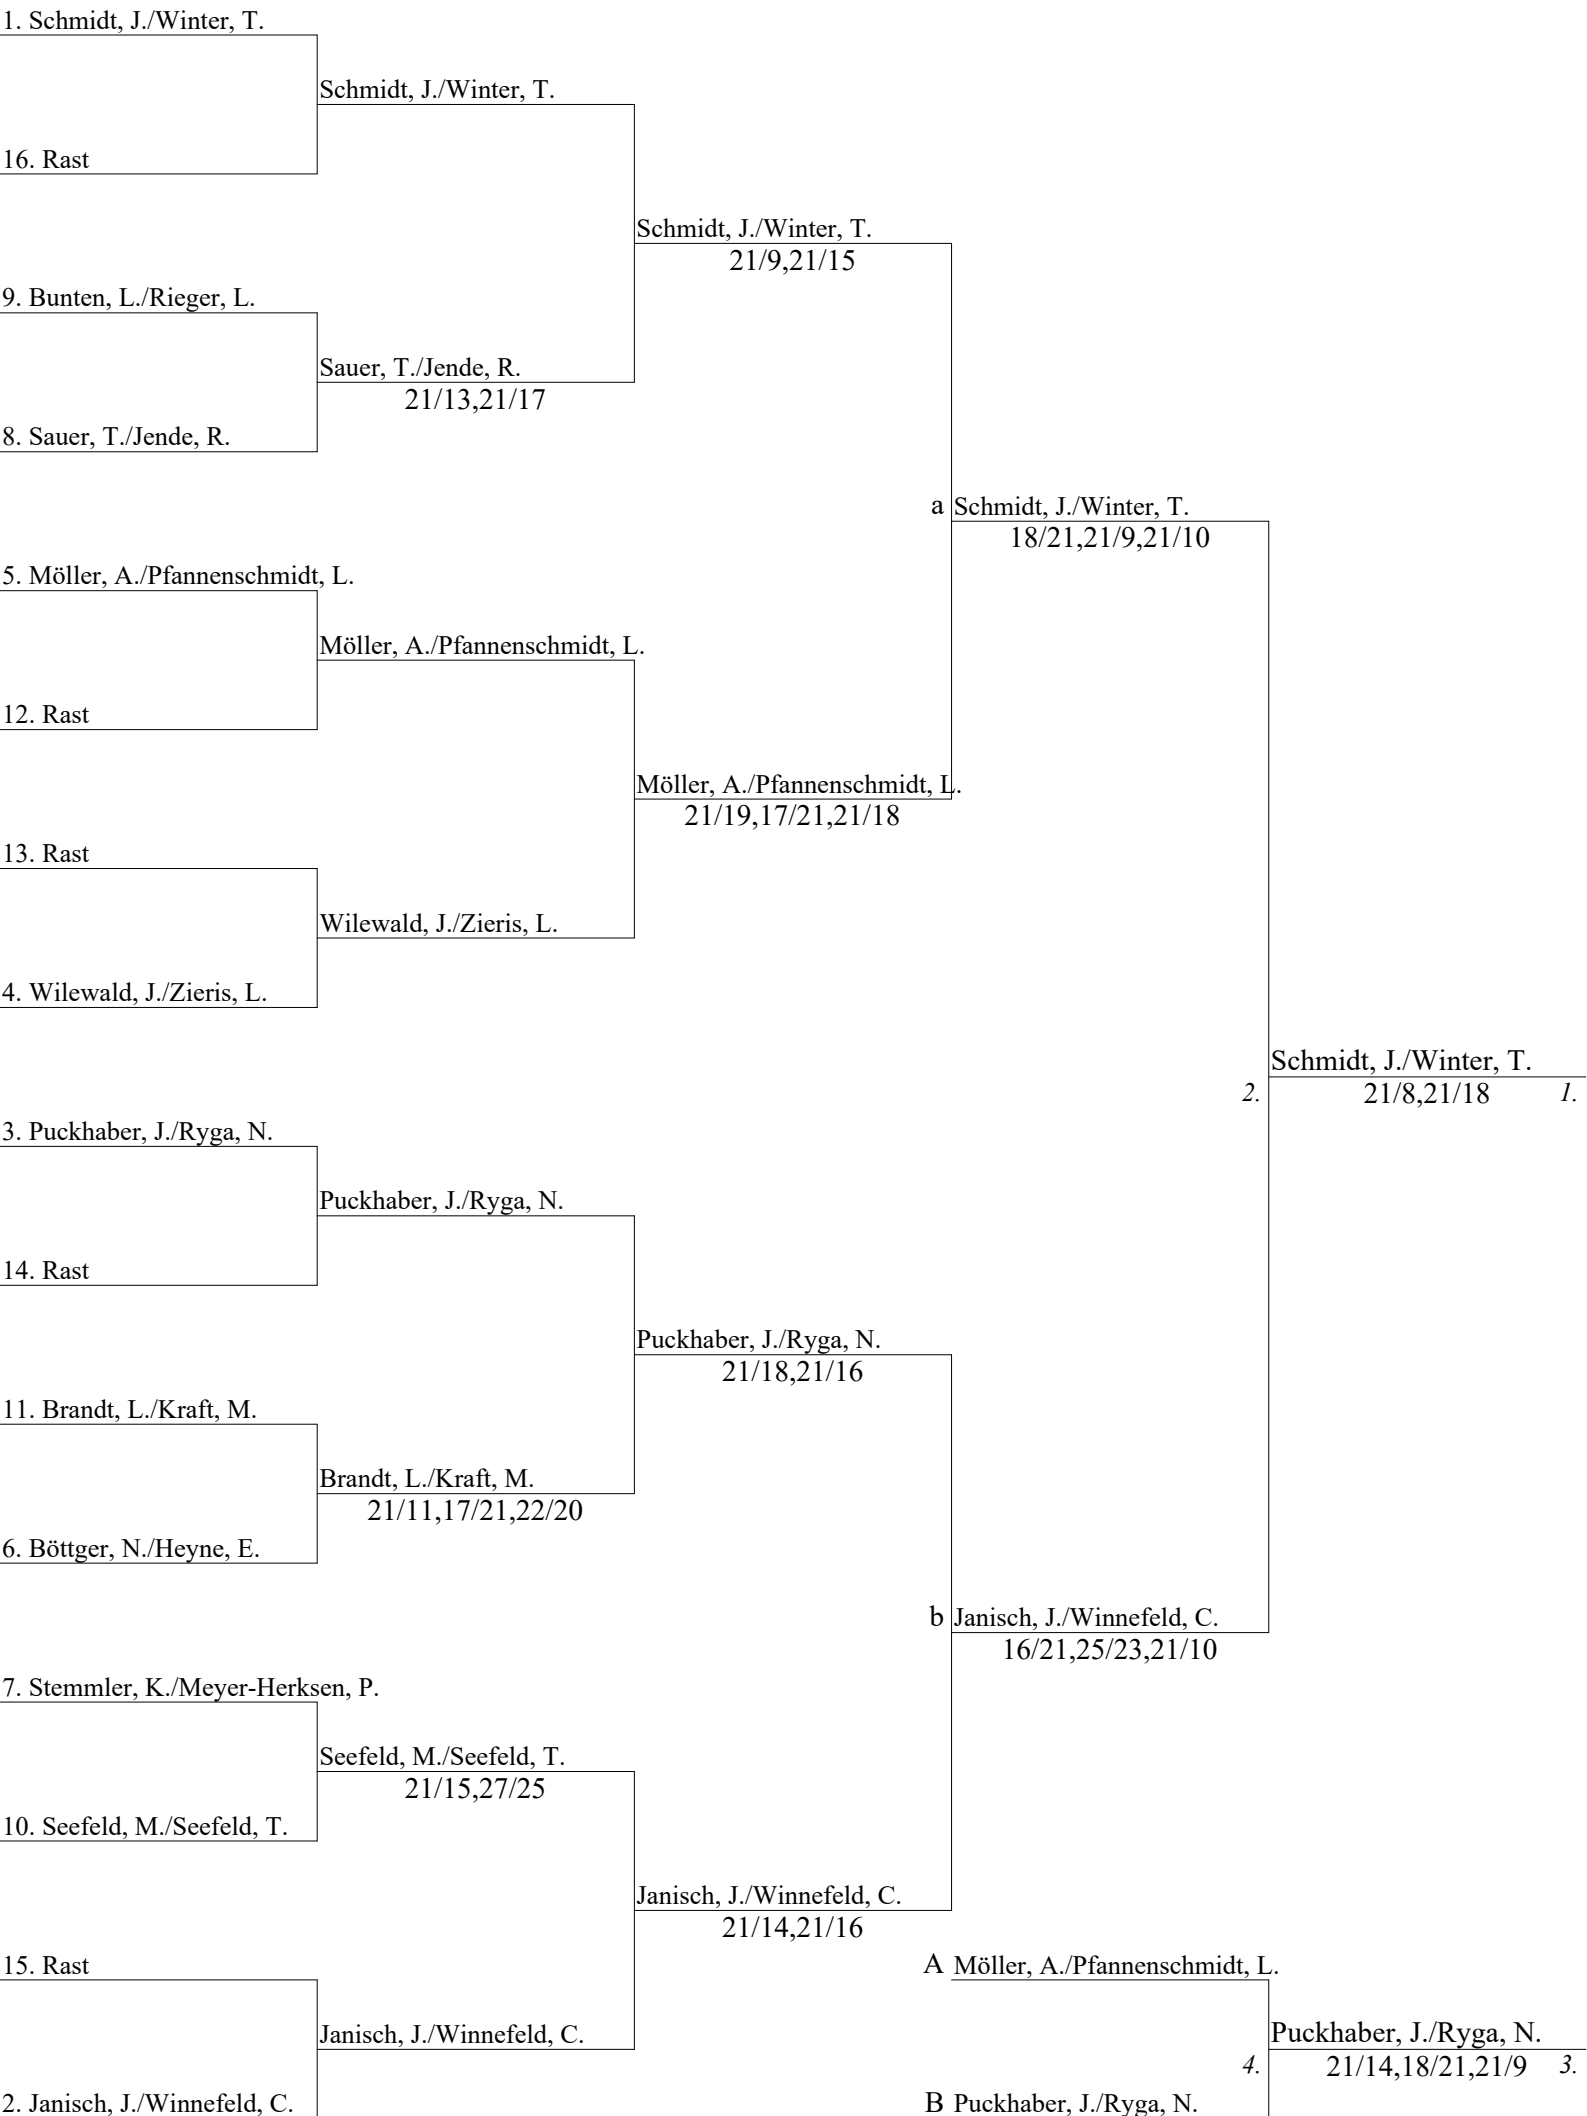 1. Schmidt, J./Winter, T.
Schmidt, J./Winter, T.
16. Rast
Schmidt, J./Winter, T.
21/9,21/15
9. Bunten, L./Rieger, L.
Sauer, T./Jende, R.
21/13,21/17
8. Sauer, T./Jende, R.
a Schmidt, J./Winter, T.
18/21,21/9,21/10
5. Möller, A./Pfannenschmidt, L.
Möller, A./Pfannenschmidt, L.
12. Rast
Möller, A./Pfannenschmidt, L.
21/19,17/21,21/18
13. Rast
Wilewald, J./Zieris, L.
4. Wilewald, J./Zieris, L.
Schmidt, J./Winter, T.
2. 21/8,21/18 1.
3. Puckhaber, J./Ryga, N.
Puckhaber, J./Ryga, N.
14. Rast
Puckhaber, J./Ryga, N.
21/18,21/16
11. Brandt, L./Kraft, M.
Brandt, L./Kraft, M.
21/11,17/21,22/20
6. Böttger, N./Heyne, E.
b Janisch, J./Winnefeld, C.
16/21,25/23,21/10
7. Stemmler, K./Meyer-Herksen, P.
Seefeld, M./Seefeld, T.
21/15,27/25
10. Seefeld, M./Seefeld, T.
Janisch, J./Winnefeld, C.
21/14,21/16
15. Rast
A Möller, A./Pfannenschmidt, L.
Janisch, J./Winnefeld, C.
Puckhaber, J./Ryga, N.
4. 21/14,18/21,21/9 3.
2. Janisch, J./Winnefeld, C.
B Puckhaber, J./Ryga, N.